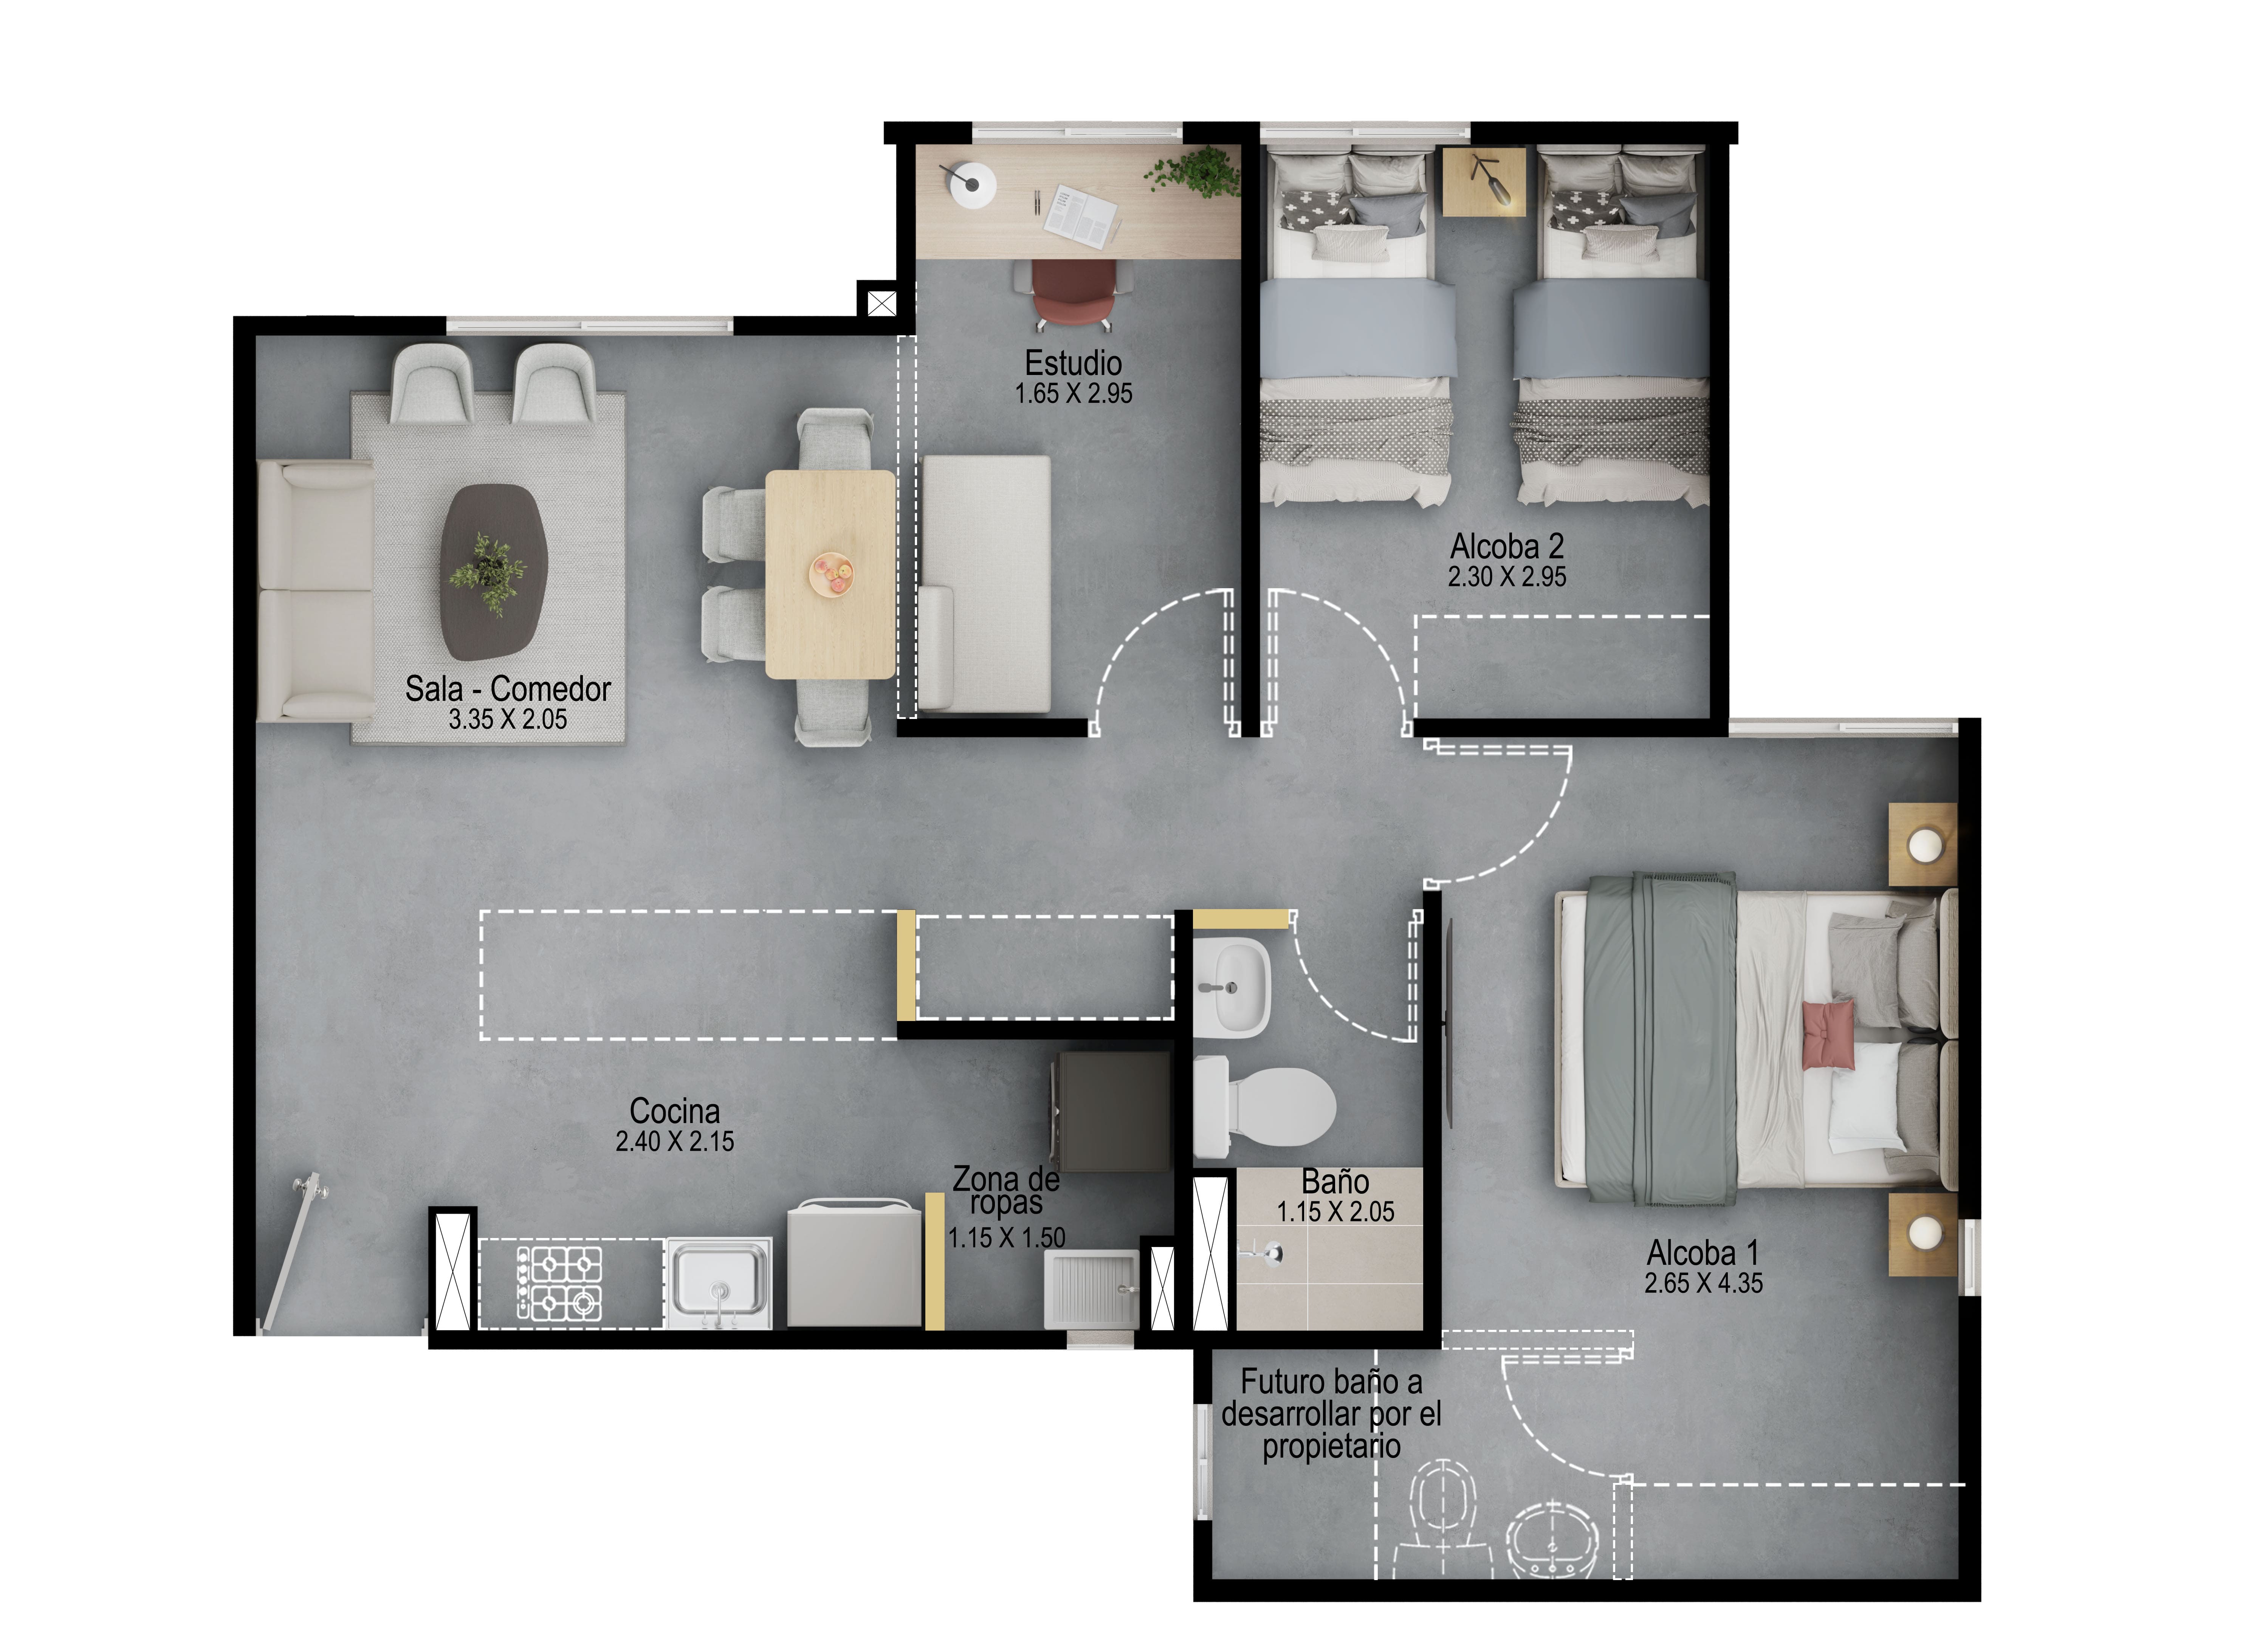 Estudio
1.65 X 2.95
Alcoba 2
2.30 X 2.95
Sala - Comedor
3.35 X 2.05
Cocina
2.40 X 2.15
Zona de
ropas
1.15 X 1.50
Baño
1.15 X 2.05
Alcoba 1
2.65 X 4.35
Futuro baño a
desarrollar por el
propietario